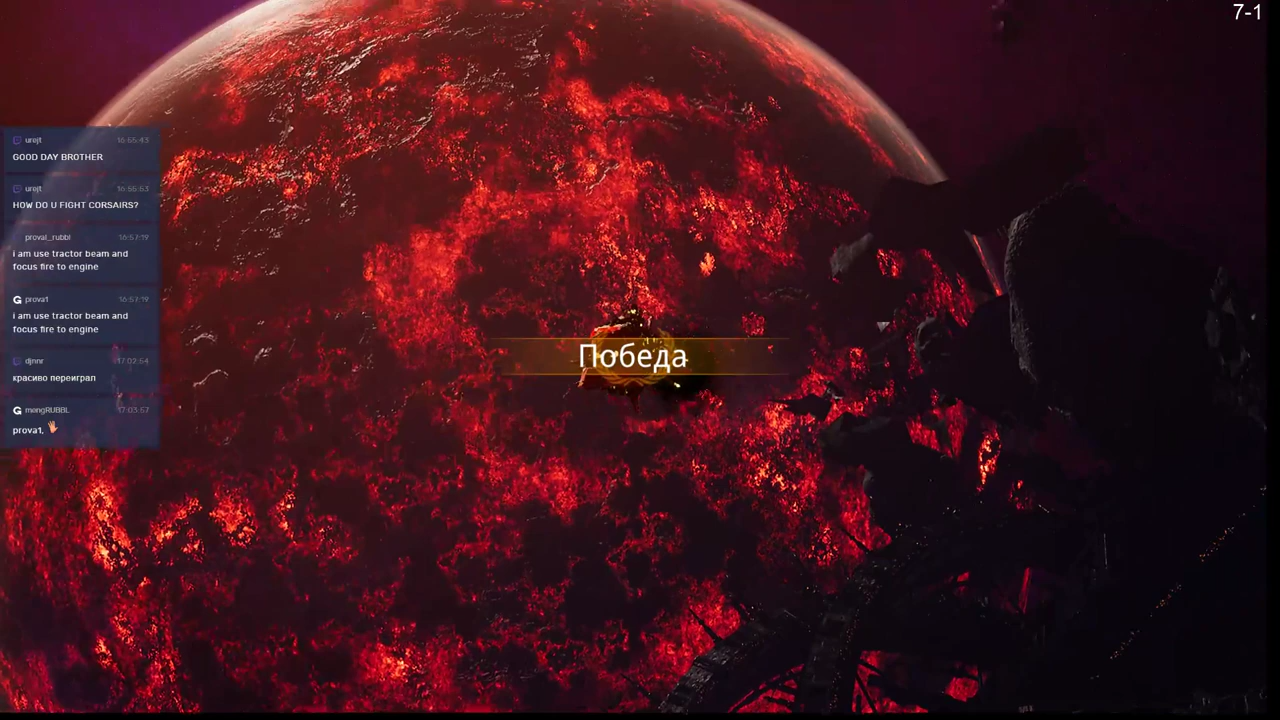 7-1
urejt 16:55:43
GOOD DAY BROTHER
urejt 16:55:53
HOW DO U FIGHT CORSAIRS?
proval_rubbl 16:57:19
i am use tractor beam and
focus fire to engine
prova1 16:57:19
i am use tractor beam and
focus fire to engine
Победа
djnnr 17:02:54
красиво переиграл
mongRUBBL 17:03:57
prova1,